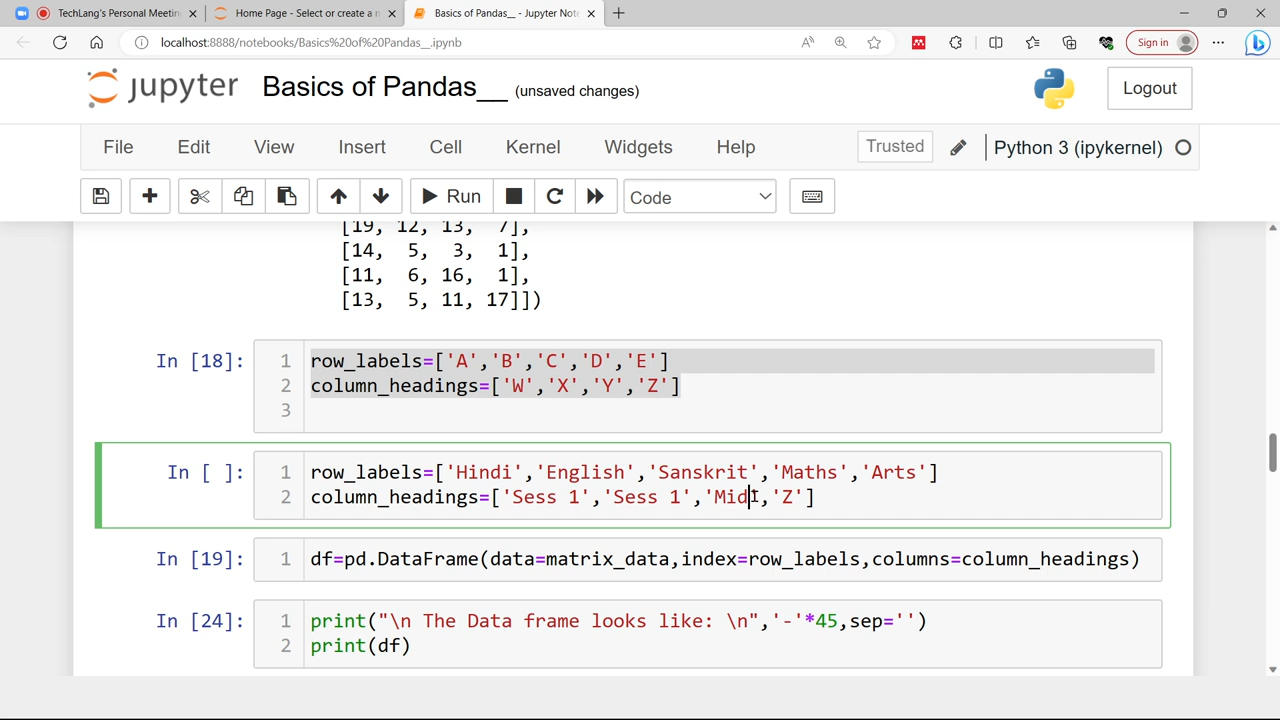 TechLang's Personal Meetin
Home Page - Select or create a n
Basics of Pandas__ - Jupyter Note
localhost:8888/notebooks/Basics%20of%20Pandas__.ipynb
Sign in
jupyter
Basics of Pandas__ (unsaved changes)
Logout
File Edit View Insert Cell Kernel Widgets Help
Trusted
Python 3 (ipykernel)
Run
Code
[19, 12, 13, 7],
[14, 5, 3, 1],
[11, 6, 16, 1],
[13, 5, 11, 17]])
In [18]:
1 row_labels=['A','B','C','D','E']
2 column_headings=['W','X','Y','Z']
3
In [ ]:
1 row_labels=['Hindi','English','Sanskrit','Maths','Arts']
2 column_headings=['Sess 1','Sess 1','Mid','Z']
In [19]:
1 df=pd.DataFrame(data=matrix_data,index=row_labels,columns=column_headings)
In [24]:
1 print("\n The Data frame looks like: \n",'-'*45,sep='')
2 print(df)